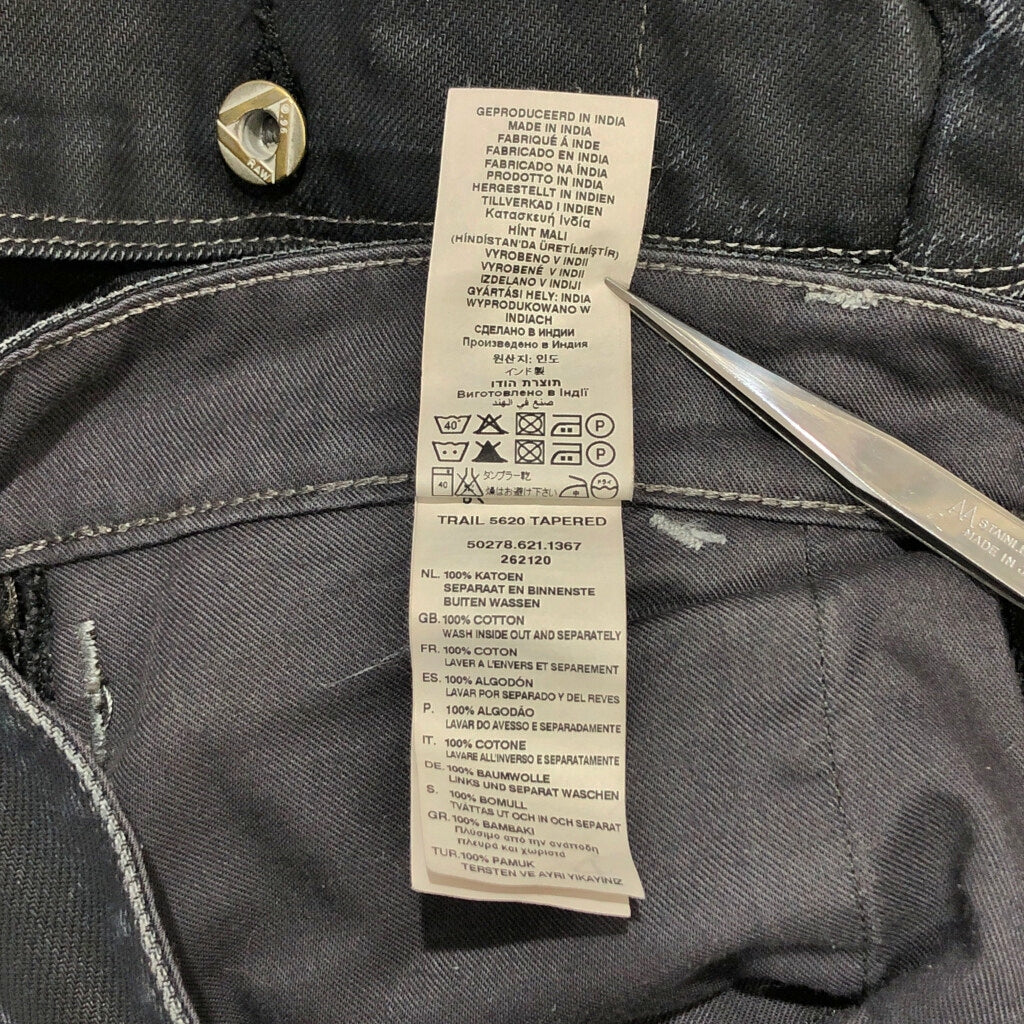 RAW
GEPRODUCEERD IN INDIA
MADE IN INDIA
FABRIQUÉ Á INDE
FABRICADO EN INDIA
FABRICADO NA ÍNDIA
PRODOTTO IN INDIA
HERGESTELLT IN INDIEN
TILLVERKAD I INDIEN
Κατασκευή Ινδία
HİNT MALI
(HİNDİSTAN'DA ÜRETİLMİŞTİR)
VYROBENO V INDII
VYROBENÉ V INDII
IZDELANO V INDIJI
GYÁRTÁSI HELY: INDIA
WYPRODUKOWANO W
INDIACH
СДЕЛАНО В ИНДИИ
Произведено в Индия
원산지: 인도
インド製
תוצרת הודו
Виготовлено в Індії
صنع في الهند
40° P
P
40 タンブラー乾
燥はお避け下さい
TRAIL 5620 TAPERED
50278.621.1367
262120
NL. 100% KATOEN
SEPARAAT EN BINNENSTE
BUITEN WASSEN
GB. 100% COTTON
WASH INSIDE OUT AND SEPARATELY
FR. 100% COTON
LAVER A L'ENVERS ET SEPAREMENT
ES. 100% ALGODÓN
LAVAR POR SEPARADO Y DEL REVES
P. 100% ALGODÃO
LAVAR DO AVESSO E SEPARADAMENTE
IT. 100% COTONE
LAVARE ALL'INVERSO E SEPARATAMENTE
DE. 100% BAUMWOLLE
LINKS UND SEPARAT WASCHEN
S. 100% BOMULL
TVÄTTAS UT OCH IN OCH SEPARAT
GR. 100% BAMBAKI
Πλύσιμο από την ανάποδη
πλευρά και χωριστά
TUR. 100% PAMUK
TERSTEN VE AYRI YIKAYINIZ
MADE IN